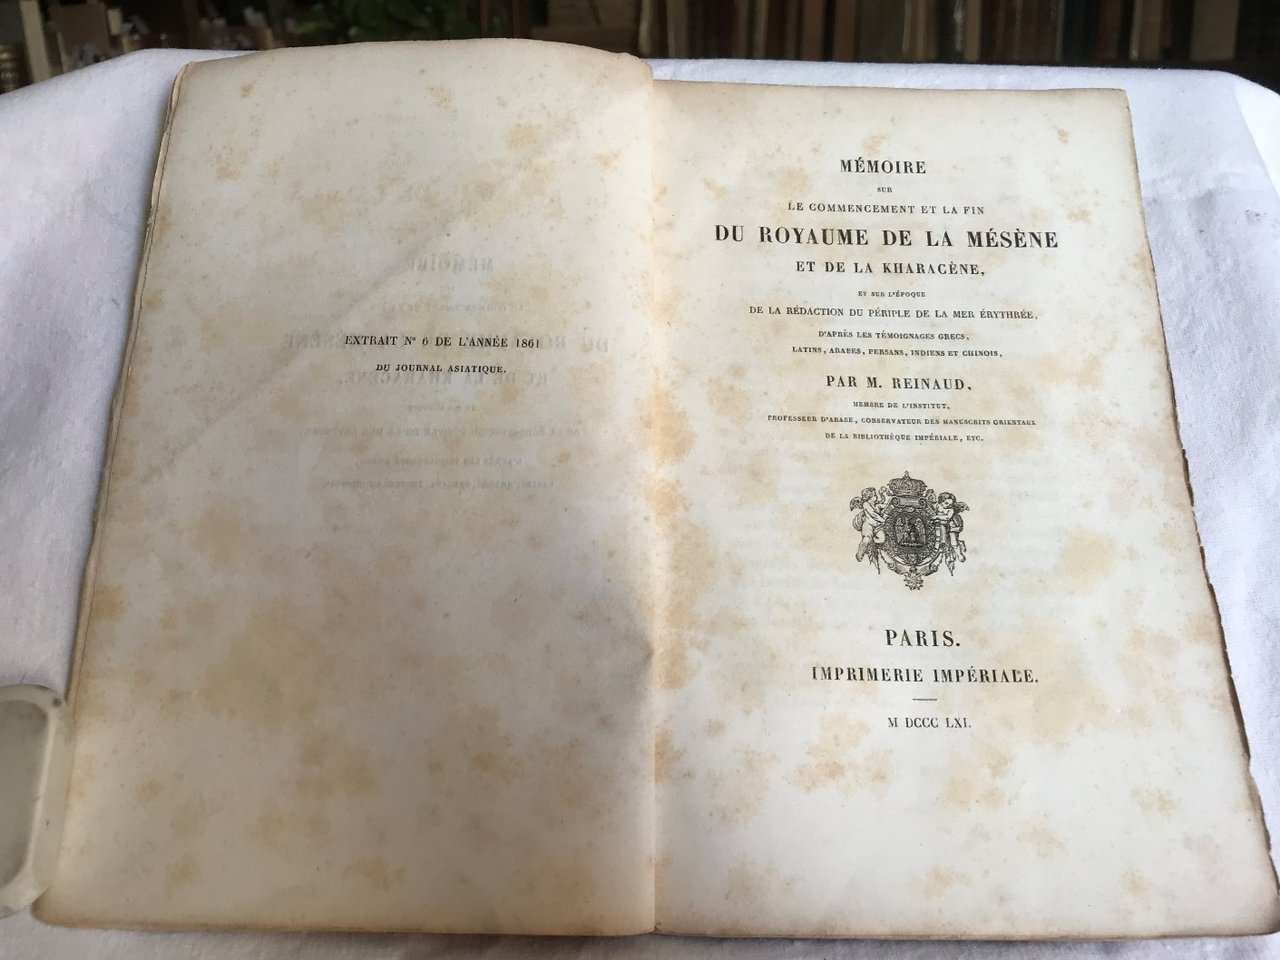 EXTRAIT N° 6 DE L'ANNÉE 1861
DU JOURNAL ASIATIQUE.
MÉMOIRE
SUR
LE COMMENCEMENT ET LA FIN
DU ROYAUME DE LA MÉSÈNE
ET DE LA KHARACÈNE,
ET SUR L'ÉPOQUE
DE LA RÉDACTION DU PÉRIPLE DE LA MER ÉRYTHRÉE,
D'APRÈS LES TÉMOIGNAGES GRECS,
LATINS, ARABES, PERSANS, INDIENS ET CHINOIS,
PAR M. REINAUD,
MEMBRE DE L'INSTITUT,
PROFESSEUR D'ARABE, CONSERVATEUR DES MANUSCRITS ORIENTAUX
DE LA BIBLIOTHÈQUE IMPÉRIALE, ETC.
PARIS.
IMPRIMERIE IMPÉRIALE.
M DCCC LXI.